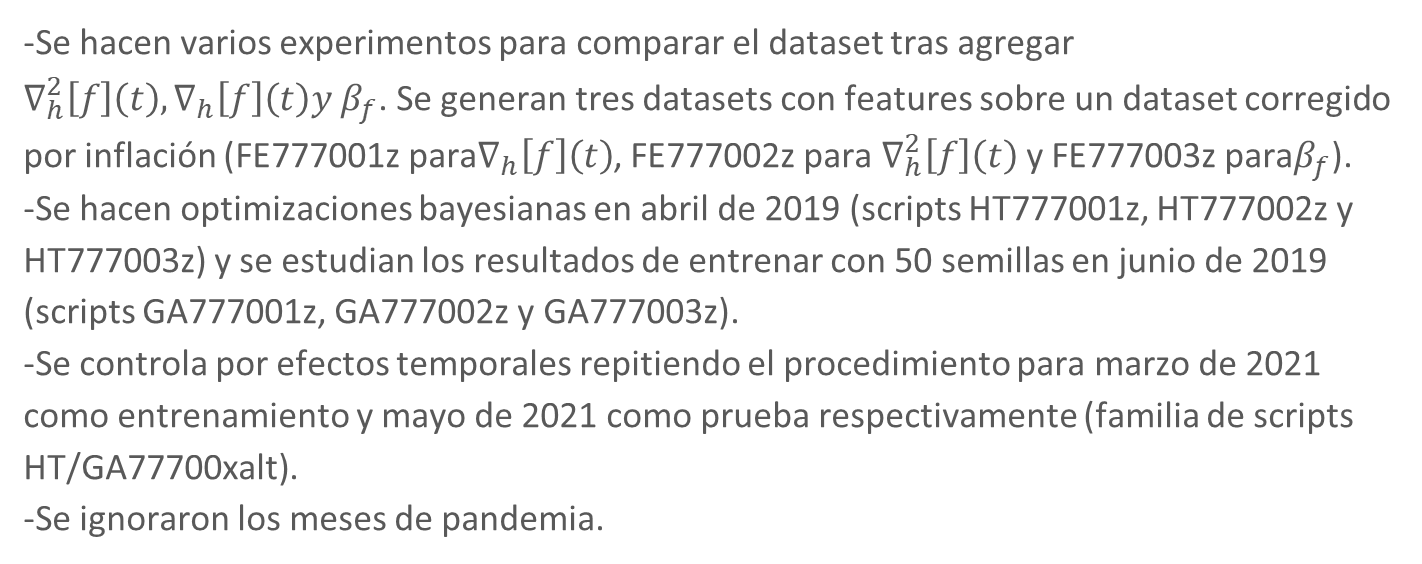 -Se hacen varios experimentos para comparar el dataset tras agregar
∇²ₕ[f](t), ∇ₕ[f](t) y β_f. Se generan tres datasets con features sobre un dataset corregido
por inflación (FE777001z para∇ₕ[f](t), FE777002z para ∇²ₕ[f](t) y FE777003z paraβ_f).
-Se hacen optimizaciones bayesianas en abril de 2019 (scripts HT777001z, HT777002z y
HT777003z) y se estudian los resultados de entrenar con 50 semillas en junio de 2019
(scripts GA777001z, GA777002z y GA777003z).
-Se controla por efectos temporales repitiendo el procedimiento para marzo de 2021
como entrenamiento y mayo de 2021 como prueba respectivamente (familia de scripts
HT/GA77700xalt).
-Se ignoraron los meses de pandemia.